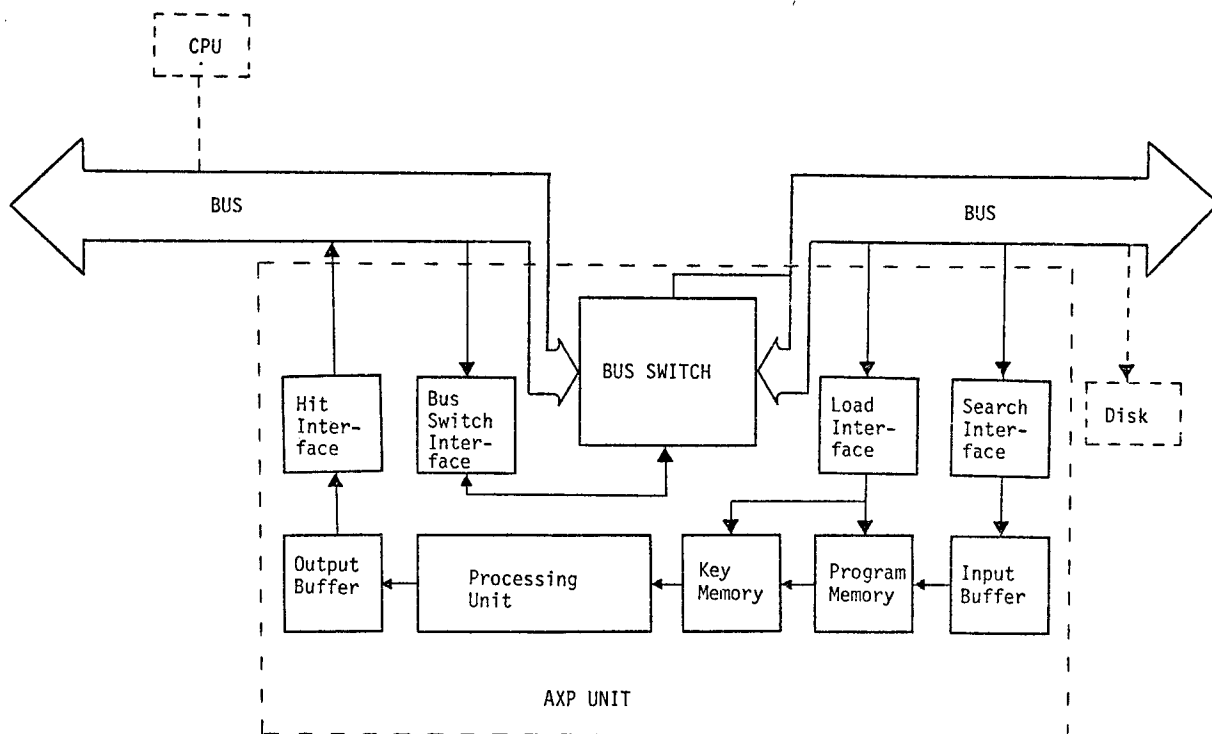 CPU
BUS
BUS
BUS SWITCH
Hit
Inter-
face
Bus
Switch
Inter-
face
Load
Inter-
face
Search
Inter-
face
Disk
Output
Buffer
Processing
Unit
Key
Memory
Program
Memory
Input
Buffer
AXP UNIT